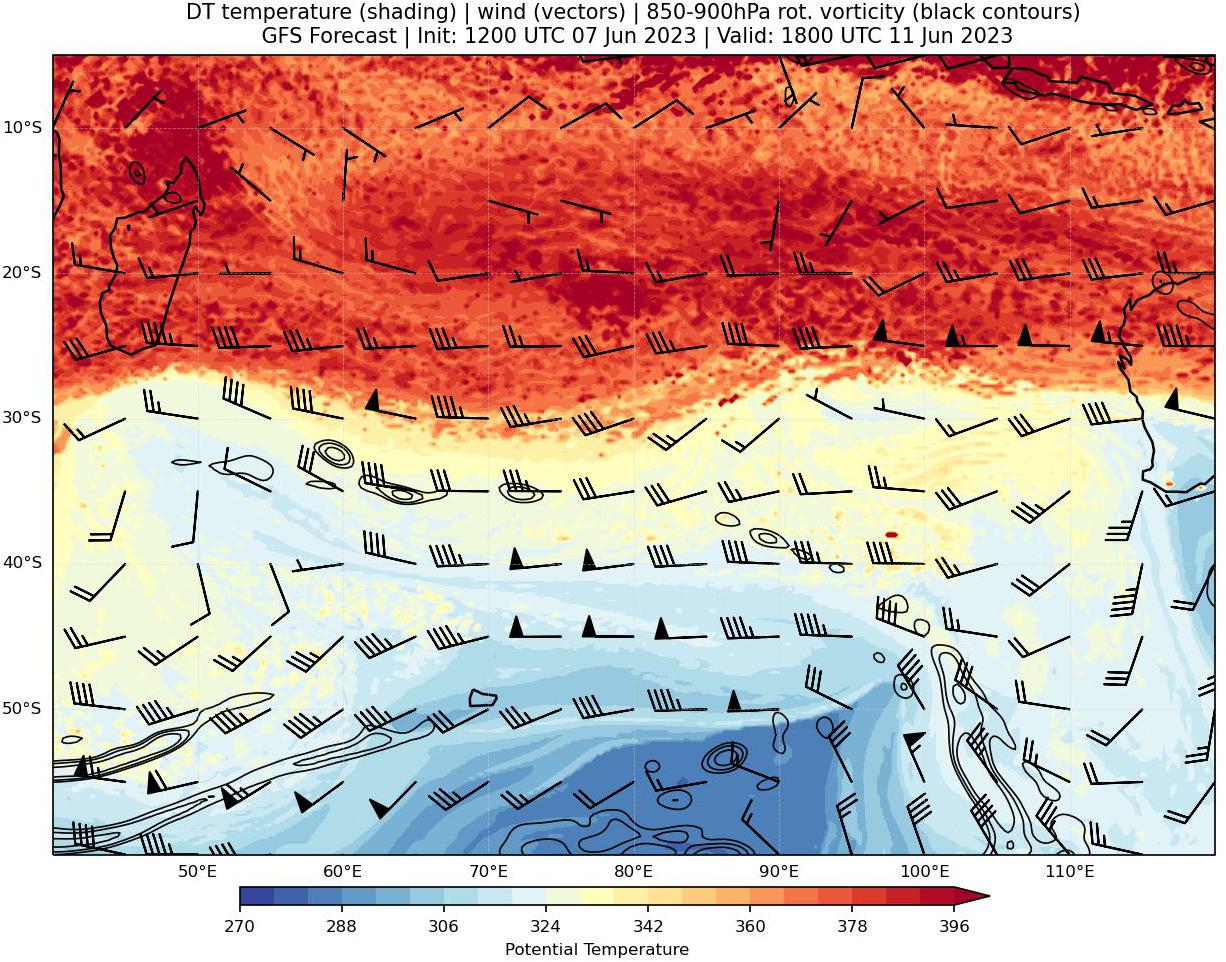 DT temperature (shading) | wind (vectors) | 850-900hPa rot. vorticity (black contours)
GFS Forecast | Init: 1200 UTC 07 Jun 2023 | Valid: 1800 UTC 11 Jun 2023
10°S
20°S
30°S
40°S
50°S
50°E 60°E 70°E 80°E 90°E 100°E 110°E
270 288 306 324 342 360 378 396
Potential Temperature